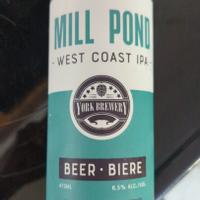 MILL POND
- WEST COAST IPA -
YORK BREWERY
BEER · BIERE
473ML 6.5% ALC./VOL.